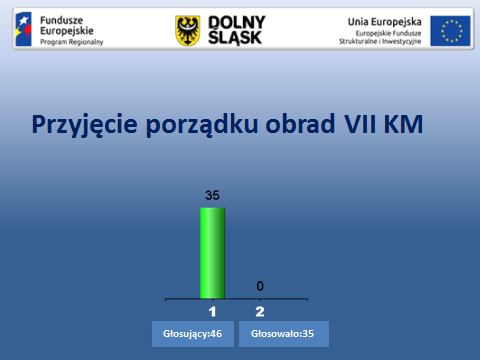 Fundusze
Europejskie
Program Regionalny
DOLNY
ŚLĄSK
Unia Europejska
Europejskie Fundusze
Strukturalne i Inwestycyjne
Przyjęcie porządku obrad VII KM
35
0
1 2
Głosujący:46 Głosowało:35